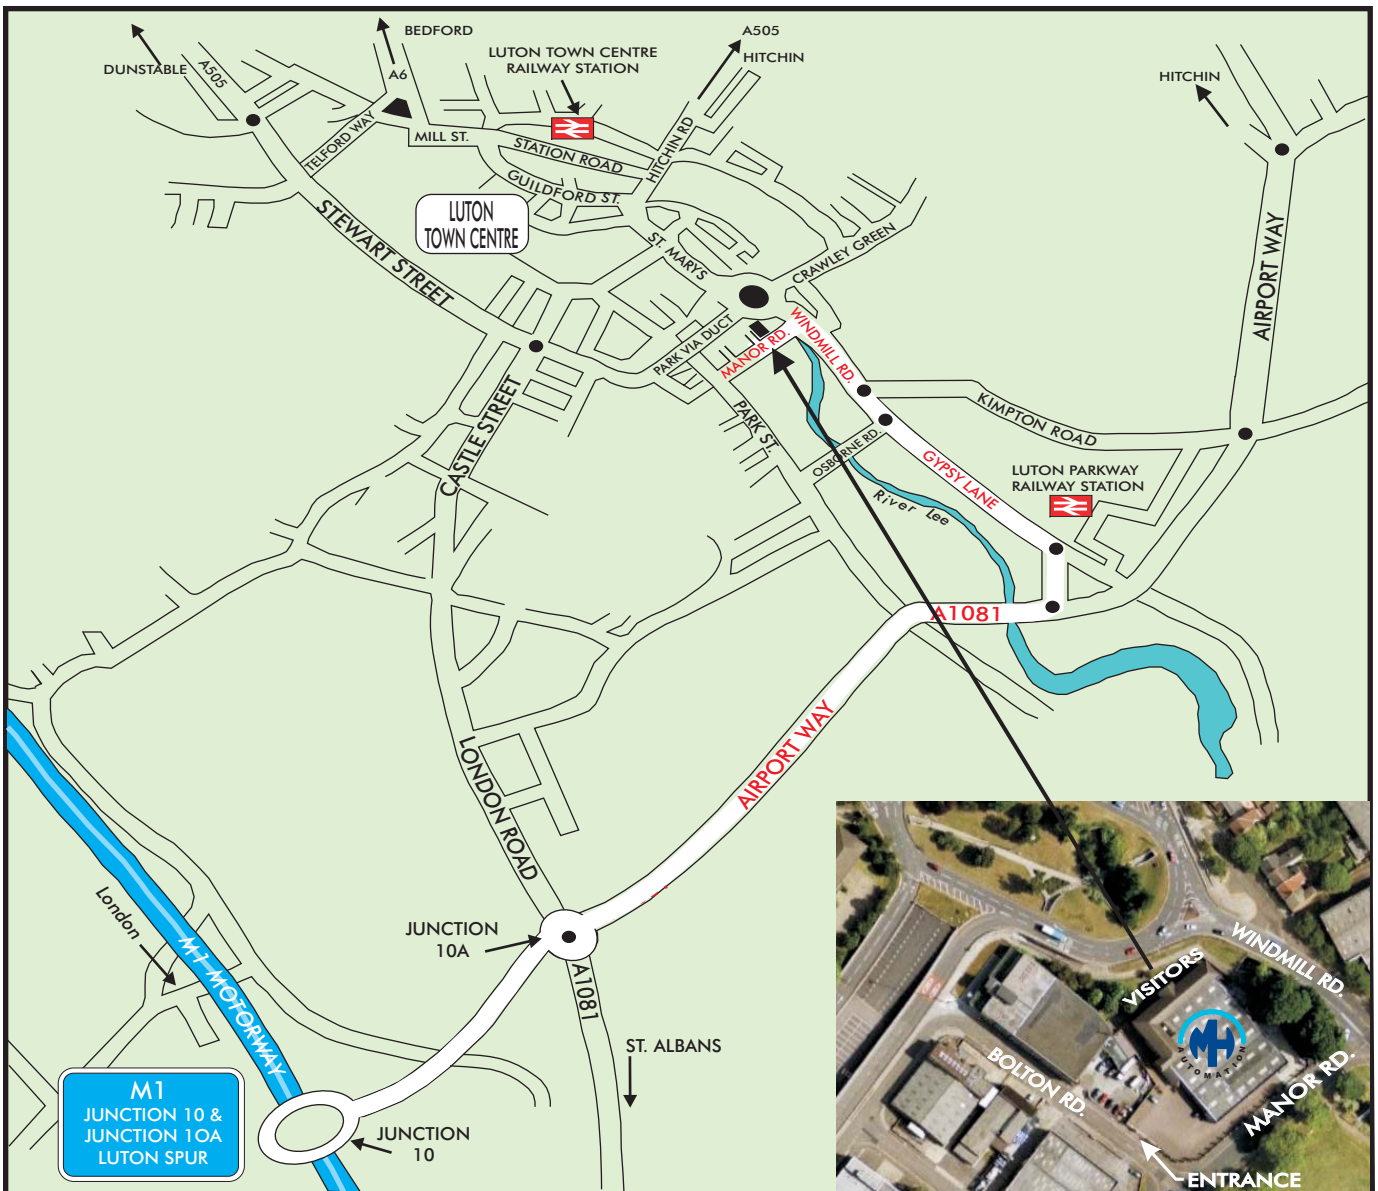 A505
BEDFORD
HITCHIN
DUNSTABLE
A505
A6
LUTON TOWN CENTRE
RAILWAY STATION
HITCHIN
TELFORD WAY
MILL ST.
STATION ROAD
HITCHIN RD
GUILDFORD ST.
LUTON
TOWN CENTRE
STEWART STREET
ST. MARYS
CRAWLEY GREEN
AIRPORT WAY
PARK VIA DUCT
MANOR RD.
WINDMILL RD.
CASTLE STREET
PARK ST.
KIMPTON ROAD
OSBORNE RD.
GYPSY LANE
LUTON PARKWAY
RAILWAY STATION
River Lee
A1081
AIRPORT WAY
LONDON ROAD
London
M1 MOTORWAY
JUNCTION
10A
A1081
ST. ALBANS
M1
JUNCTION 10 &
JUNCTION 1OA
LUTON SPUR
JUNCTION
10
WINDMILL RD.
VISITORS
MH
AUTOMATION
BOLTON RD.
MANOR RD.
ENTRANCE